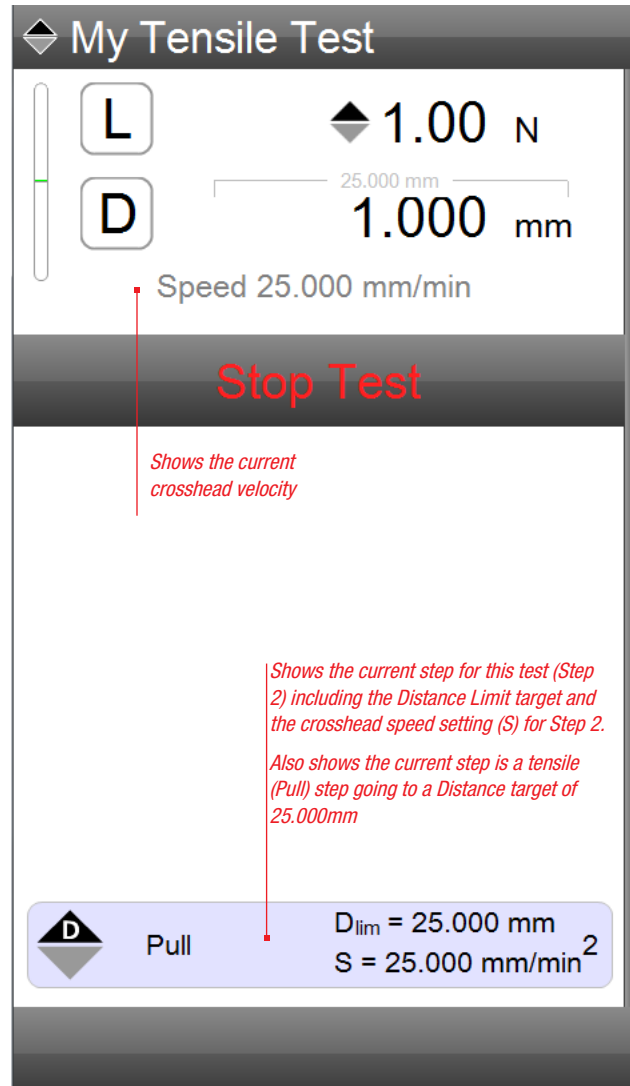 My Tensile Test
L
1.00 N
25.000 mm
D
1.000 mm
Speed 25.000 mm/min
Stop Test
Shows the current
crosshead velocity
Shows the current step for this test (Step
2) including the Distance Limit target and
the crosshead speed setting (S) for Step 2.
Also shows the current step is a tensile
(Pull) step going to a Distance target of
25.000mm
D
Pull
Dlim = 25.000 mm
S = 25.000 mm/min
2